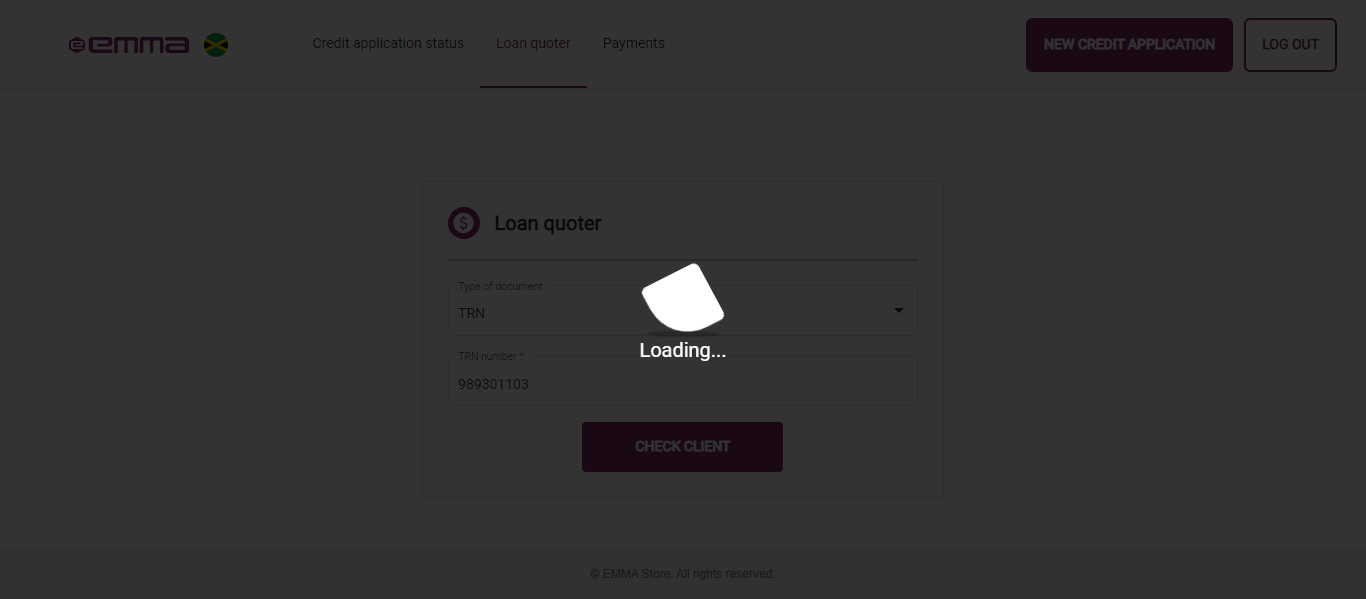 emma
Credit application status
Loan quoter
Payments
NEW CREDIT APPLICATION
LOG OUT
$ Loan quoter
Type of document
TRN
Loading...
TRN number *
989301103
CHECK CLIENT
© EMMA Store. All rights reserved.